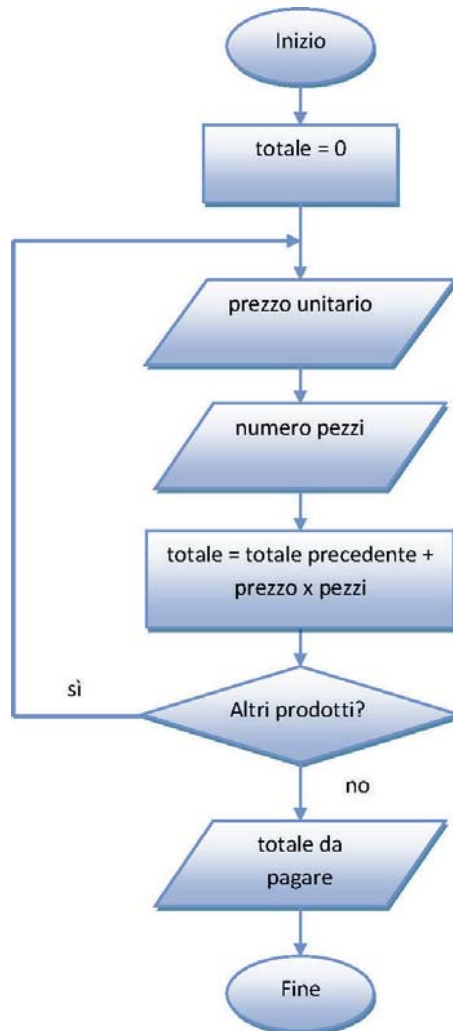 Inizio
totale = 0
prezzo unitario
numero pezzi
totale = totale precedente +
prezzo x pezzi
sì
Altri prodotti?
no
totale da
pagare
Fine